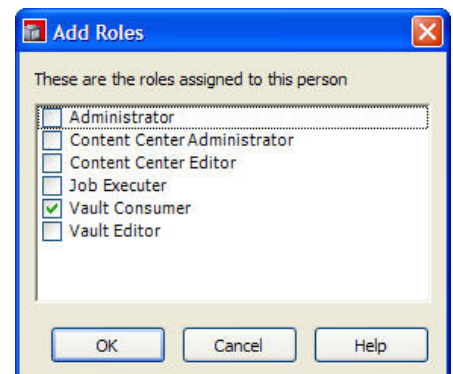 Add Roles
These are the roles assigned to this person
Administrator
Content Center Administrator
Content Center Editor
Job Executer
Vault Consumer
Vault Editor
OK Cancel Help